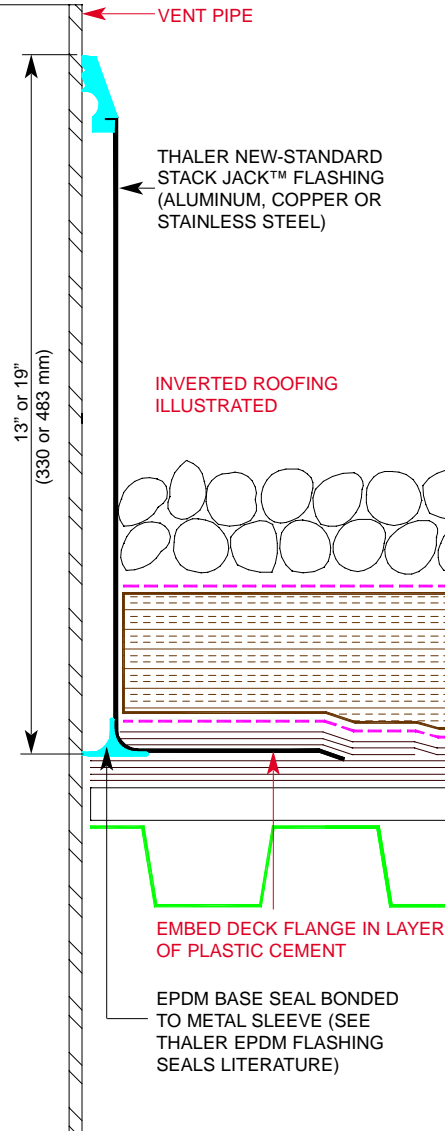 VENT PIPE
THALER NEW-STANDARD
STACK JACK™ FLASHING
(ALUMINUM, COPPER OR
STAINLESS STEEL)
13” or 19”
(330 or 483 mm)
INVERTED ROOFING
ILLUSTRATED
EMBED DECK FLANGE IN LAYER
OF PLASTIC CEMENT
EPDM BASE SEAL BONDED
TO METAL SLEEVE (SEE
THALER EPDM FLASHING
SEALS LITERATURE)